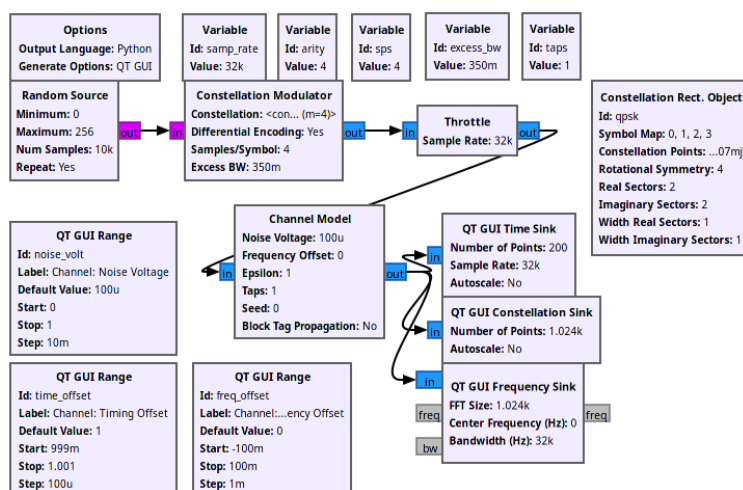 Options
Output Language: Python
Generate Options: QT GUI
Variable
Id: samp_rate
Value: 32k
Variable
Id: arity
Value: 4
Variable
Id: sps
Value: 4
Variable
Id: excess_bw
Value: 350m
Variable
Id: taps
Value: 1
Random Source
Minimum: 0
Maximum: 256
Num Samples: 10k
Repeat: Yes
out
in
Constellation Modulator
Constellation: <con... (m=4)>
Differential Encoding: Yes
Samples/Symbol: 4
Excess BW: 350m
out
in
Throttle
Sample Rate: 32k
out
Constellation Rect. Object
Id: qpsk
Symbol Map: 0, 1, 2, 3
Constellation Points: ...07mj
Rotational Symmetry: 4
Real Sectors: 2
Imaginary Sectors: 2
Width Real Sectors: 1
Width Imaginary Sectors: 1
QT GUI Range
Id: noise_volt
Label: Channel: Noise Voltage
Default Value: 100u
Start: 0
Stop: 1
Step: 10m
in
Channel Model
Noise Voltage: 100u
Frequency Offset: 0
Epsilon: 1
Taps: 1
Seed: 0
Block Tag Propagation: No
out
in
QT GUI Time Sink
Number of Points: 200
Sample Rate: 32k
Autoscale: No
in
QT GUI Constellation Sink
Number of Points: 1.024k
Autoscale: No
in
freq
bw
QT GUI Frequency Sink
FFT Size: 1.024k
Center Frequency (Hz): 0
Bandwidth (Hz): 32k
freq
QT GUI Range
Id: time_offset
Label: Channel: Timing Offset
Default Value: 1
Start: 999m
Stop: 1.001
Step: 100u
QT GUI Range
Id: freq_offset
Label: Channel:...ency Offset
Default Value: 0
Start: -100m
Stop: 100m
Step: 1m